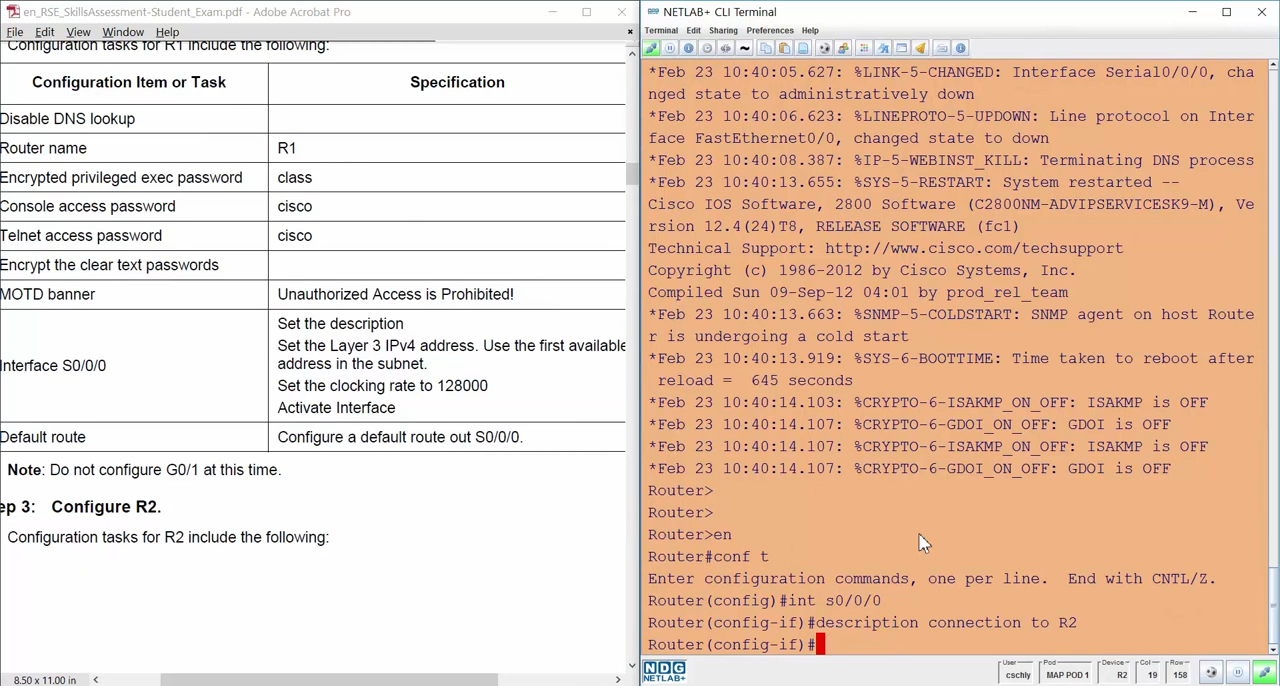 en_RSE_SkillsAssessment-Student_Exam.pdf - Adobe Acrobat Pro
File Edit View Window Help
Configuration tasks for R1 include the following:
Configuration Item or Task Specification
Disable DNS lookup
Router name R1
Encrypted privileged exec password class
Console access password cisco
Telnet access password cisco
Encrypt the clear text passwords
MOTD banner Unauthorized Access is Prohibited!
Interface S0/0/0
Set the description
Set the Layer 3 IPv4 address. Use the first available
address in the subnet.
Set the clocking rate to 128000
Activate Interface
Default route Configure a default route out S0/0/0.
Note: Do not configure G0/1 at this time.
ep 3: Configure R2.
Configuration tasks for R2 include the following:
8.50 x 11.00 in
NETLAB+ CLI Terminal
Terminal Edit Sharing Preferences Help
*Feb 23 10:40:05.627: %LINK-5-CHANGED: Interface Serial0/0/0, cha
nged state to administratively down
*Feb 23 10:40:06.623: %LINEPROTO-5-UPDOWN: Line protocol on Inter
face FastEthernet0/0, changed state to down
*Feb 23 10:40:08.387: %IP-5-WEBINST_KILL: Terminating DNS process
*Feb 23 10:40:13.655: %SYS-5-RESTART: System restarted --
Cisco IOS Software, 2800 Software (C2800NM-ADVIPSERVICESK9-M), Ve
rsion 12.4(24)T8, RELEASE SOFTWARE (fc1)
Technical Support: http://www.cisco.com/techsupport
Copyright (c) 1986-2012 by Cisco Systems, Inc.
Compiled Sun 09-Sep-12 04:01 by prod_rel_team
*Feb 23 10:40:13.663: %SNMP-5-COLDSTART: SNMP agent on host Route
r is undergoing a cold start
*Feb 23 10:40:13.919: %SYS-6-BOOTTIME: Time taken to reboot after
reload =  645 seconds
*Feb 23 10:40:14.103: %CRYPTO-6-ISAKMP_ON_OFF: ISAKMP is OFF
*Feb 23 10:40:14.107: %CRYPTO-6-GDOI_ON_OFF: GDOI is OFF
*Feb 23 10:40:14.107: %CRYPTO-6-ISAKMP_ON_OFF: ISAKMP is OFF
*Feb 23 10:40:14.107: %CRYPTO-6-GDOI_ON_OFF: GDOI is OFF
Router>
Router>
Router>en
Router#conf t
Enter configuration commands, one per line.  End with CNTL/Z.
Router(config)#int s0/0/0
Router(config-if)#description connection to R2
Router(config-if)#
NDG
NETLAB+
User Pod Device Col Row
cschly MAP POD 1 R2 19 158